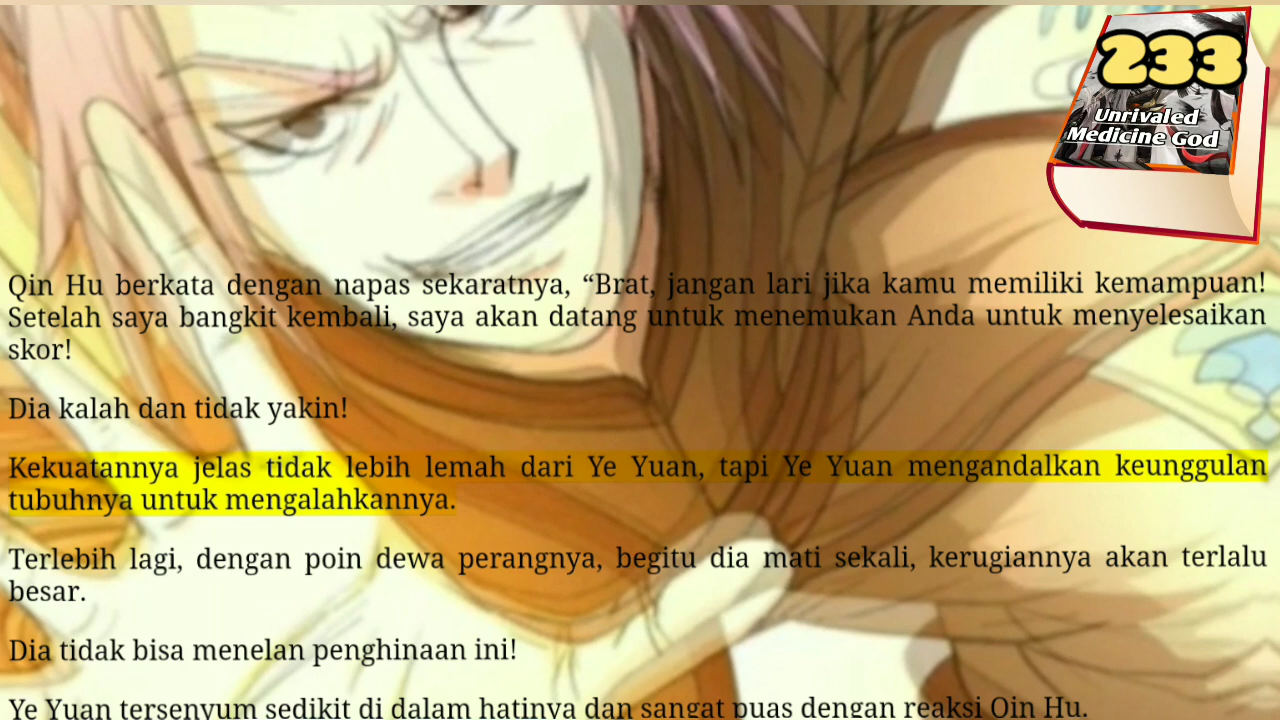 233
Unrivaled
Medicine God
Qin Hu berkata dengan napas sekaratnya, “Brat, jangan lari jika kamu memiliki kemampuan!
Setelah saya bangkit kembali, saya akan datang untuk menemukan Anda untuk menyelesaikan
skor!
Dia kalah dan tidak yakin!
Kekuatannya jelas tidak lebih lemah dari Ye Yuan, tapi Ye Yuan mengandalkan keunggulan
tubuhnya untuk mengalahkannya.
Terlebih lagi, dengan poin dewa perangnya, begitu dia mati sekali, kerugiannya akan terlalu
besar.
Dia tidak bisa menelan penghinaan ini!
Ye Yuan tersenyum sedikit di dalam hatinya dan sangat puas dengan reaksi Qin Hu.